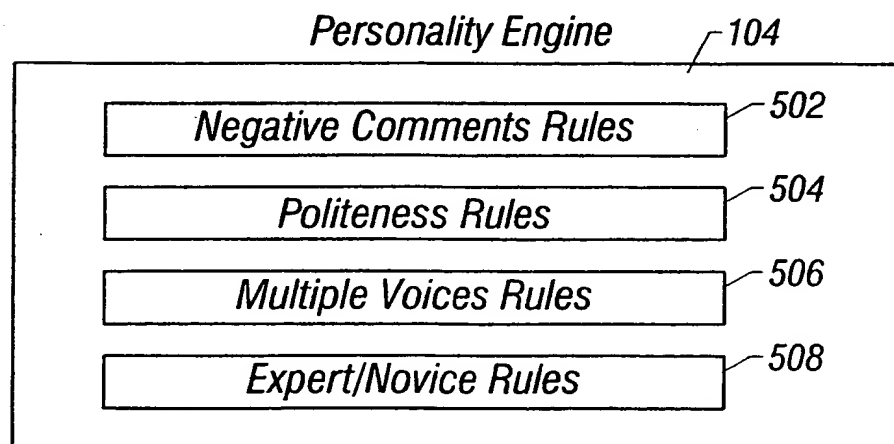 Personality Engine 104
Negative Comments Rules 502
Politeness Rules 504
Multiple Voices Rules 506
Expert/Novice Rules 508